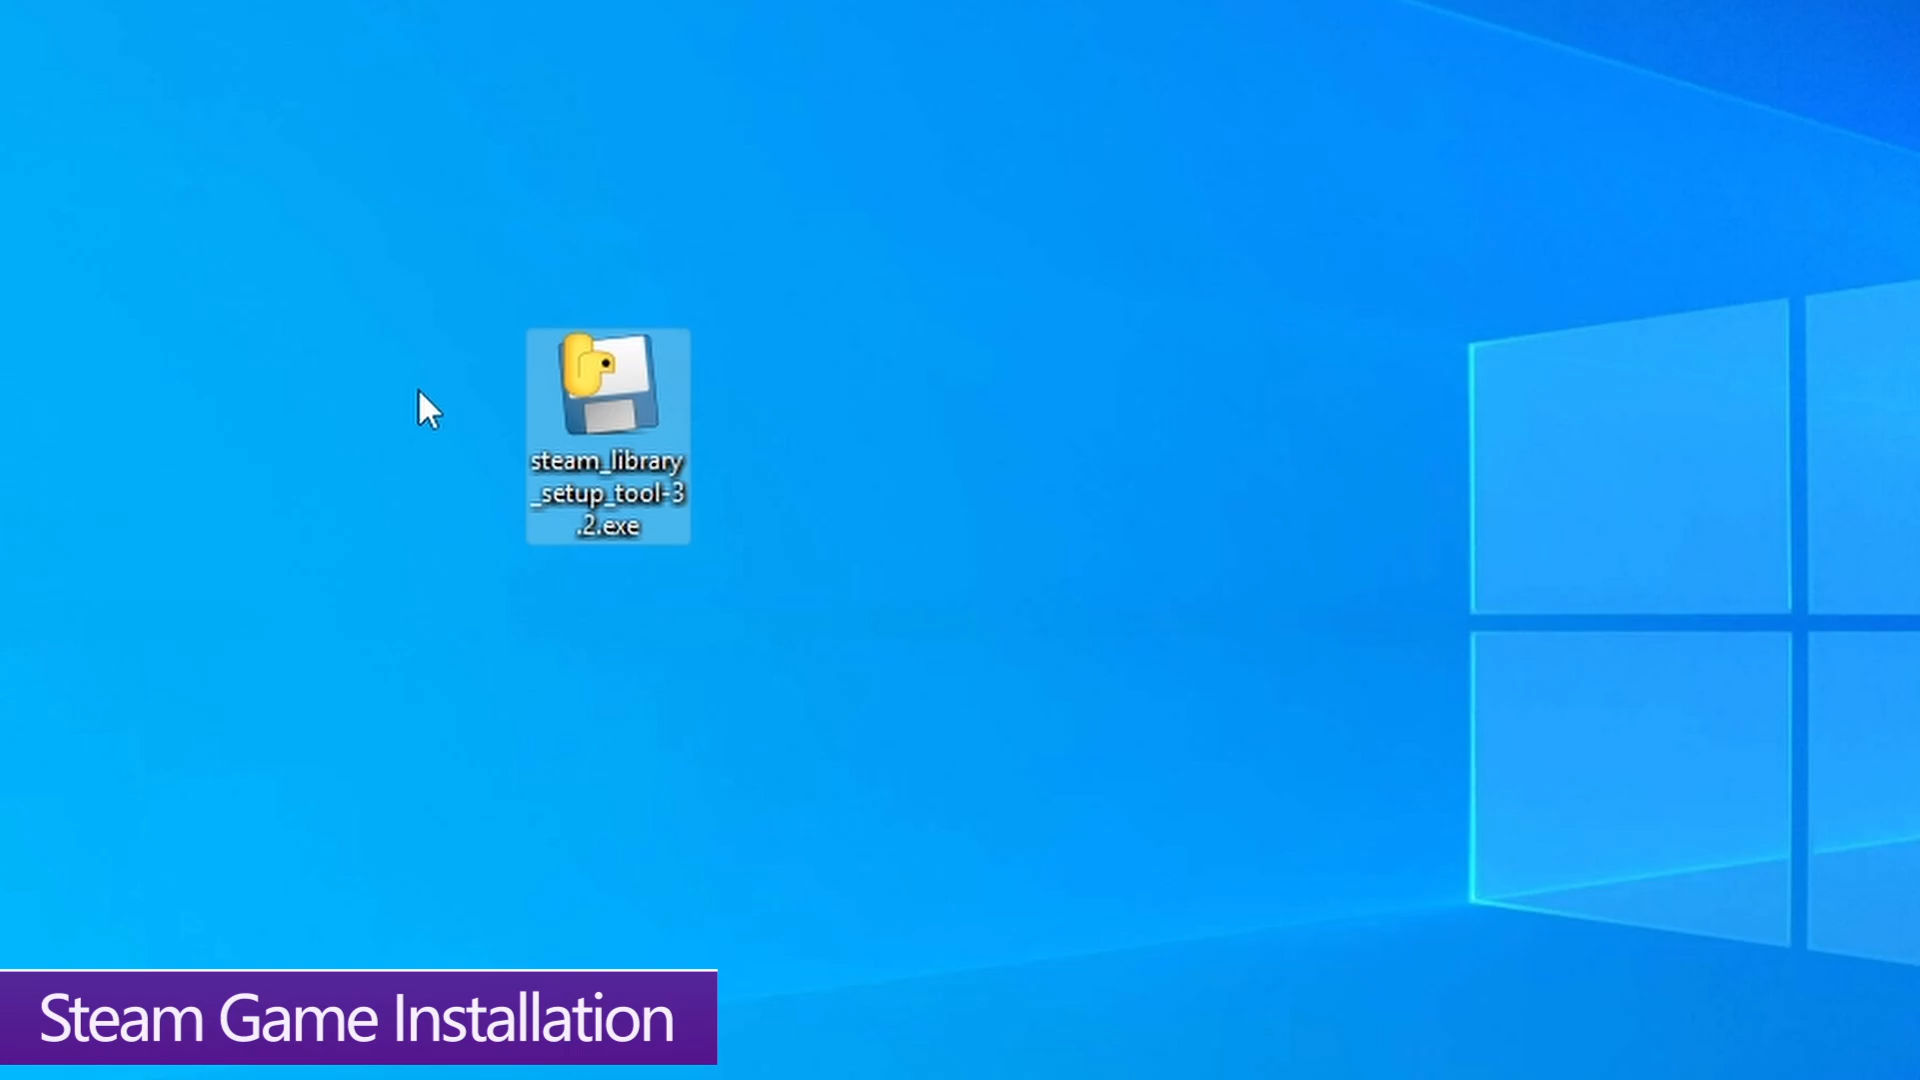 steam_library
_setup_tool-3
.2.exe
Steam Game Installation